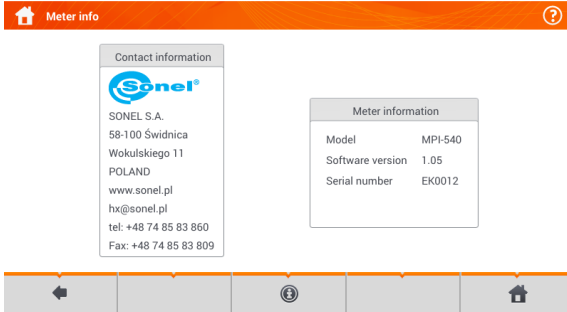 Meter info
?
Contact information
Sonel®
SONEL S.A.
58-100 Świdnica
Wokulskiego 11
POLAND
www.sonel.pl
hx@sonel.pl
tel: +48 74 85 83 860
Fax: +48 74 85 83 809
Meter information
Model MPI-540
Software version 1.05
Serial number EK0012